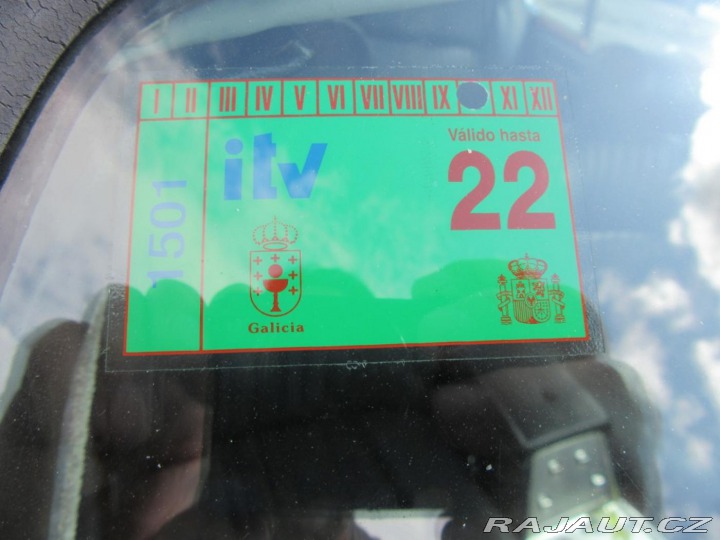 I II III IV V VI VII VIII IX XI XII
Válido hasta
itv
22
1501
Galicia
RAJAUT.CZ